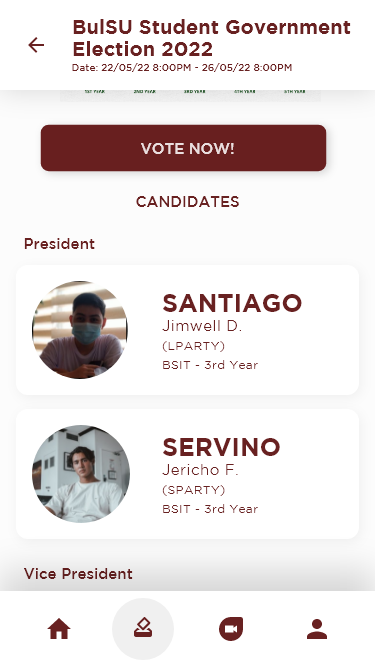 BulSU Student Government
Election 2022
Date: 22/05/22 8:00PM - 26/05/22 8:00PM
1ST YEAR 2ND YEAR 3RD YEAR 4TH YEAR 5TH YEAR
VOTE NOW!
CANDIDATES
President
SANTIAGO
Jimwell D.
(LPARTY)
BSIT - 3rd Year
SERVINO
Jericho F.
(SPARTY)
BSIT - 3rd Year
Vice President